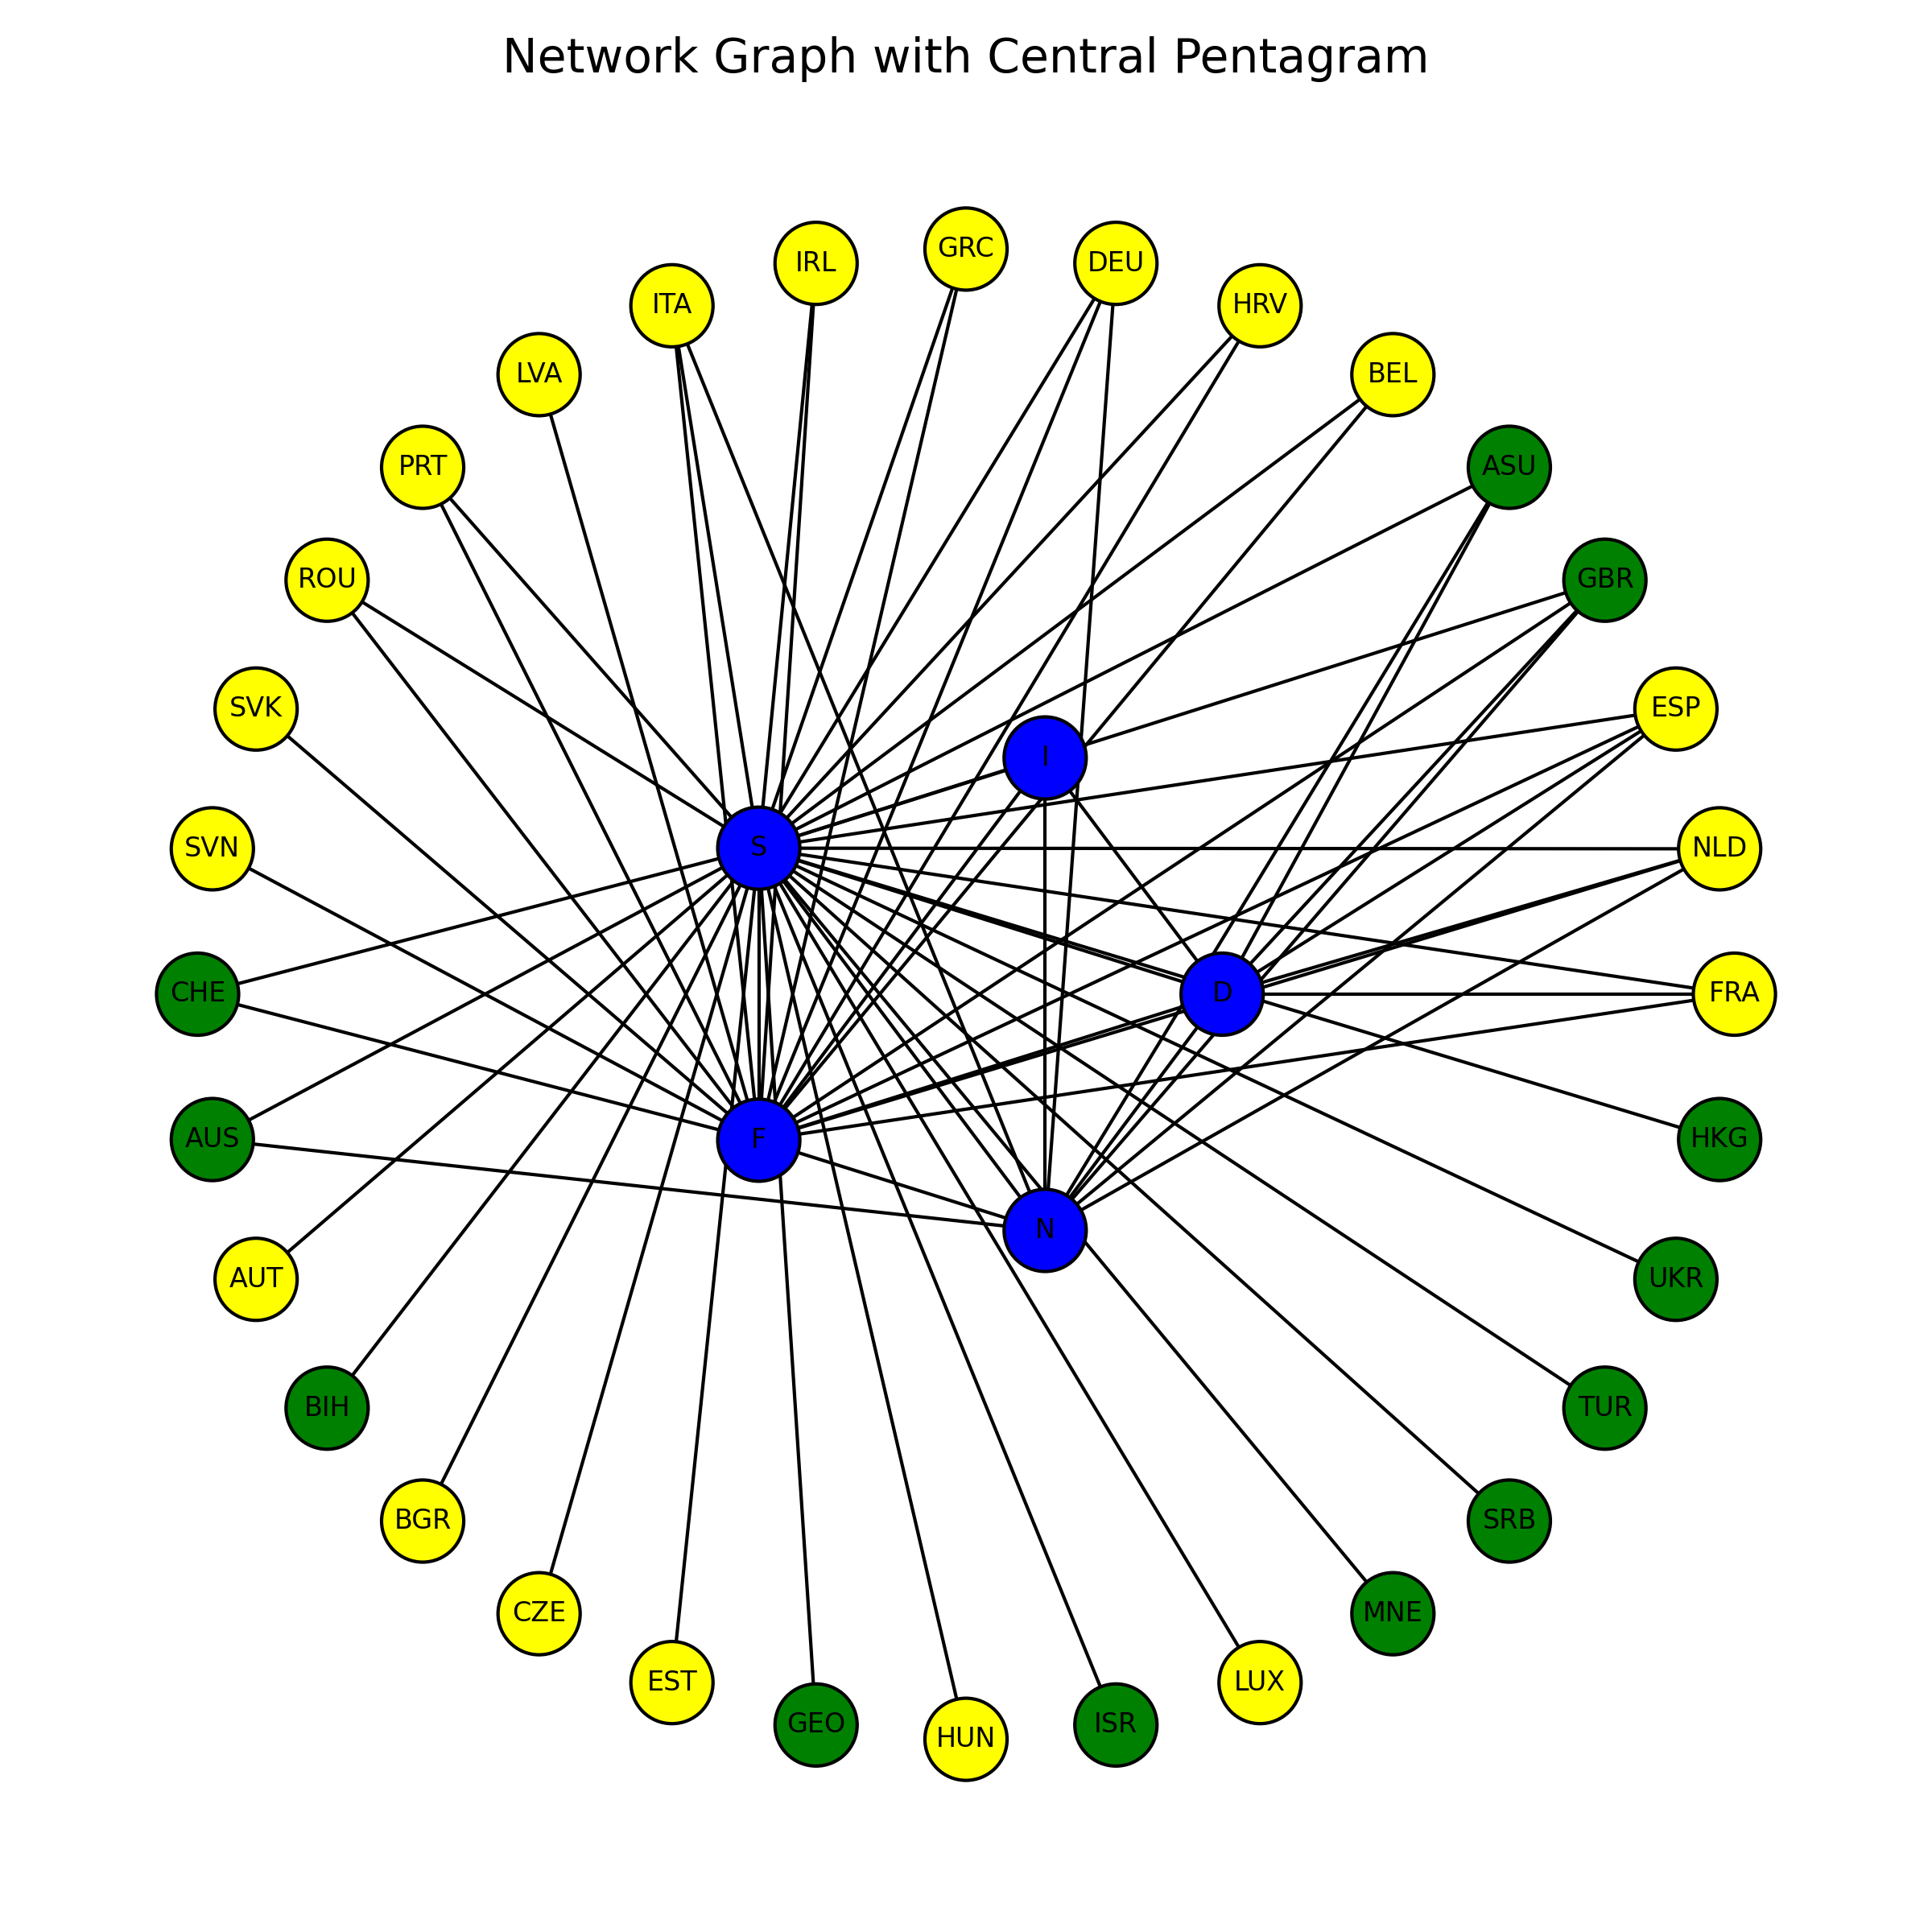 Network Graph with Central Pentagram
GRC
IRL
DEU
ITA
HRV
LVA
BEL
PRT
ASU
ROU
GBR
SVK
ESP
I
SVN
S
NLD
CHE
D
FRA
AUS
F
HKG
N
AUT
UKR
BIH
TUR
BGR
SRB
CZE
MNE
EST
LUX
GEO
ISR
HUN